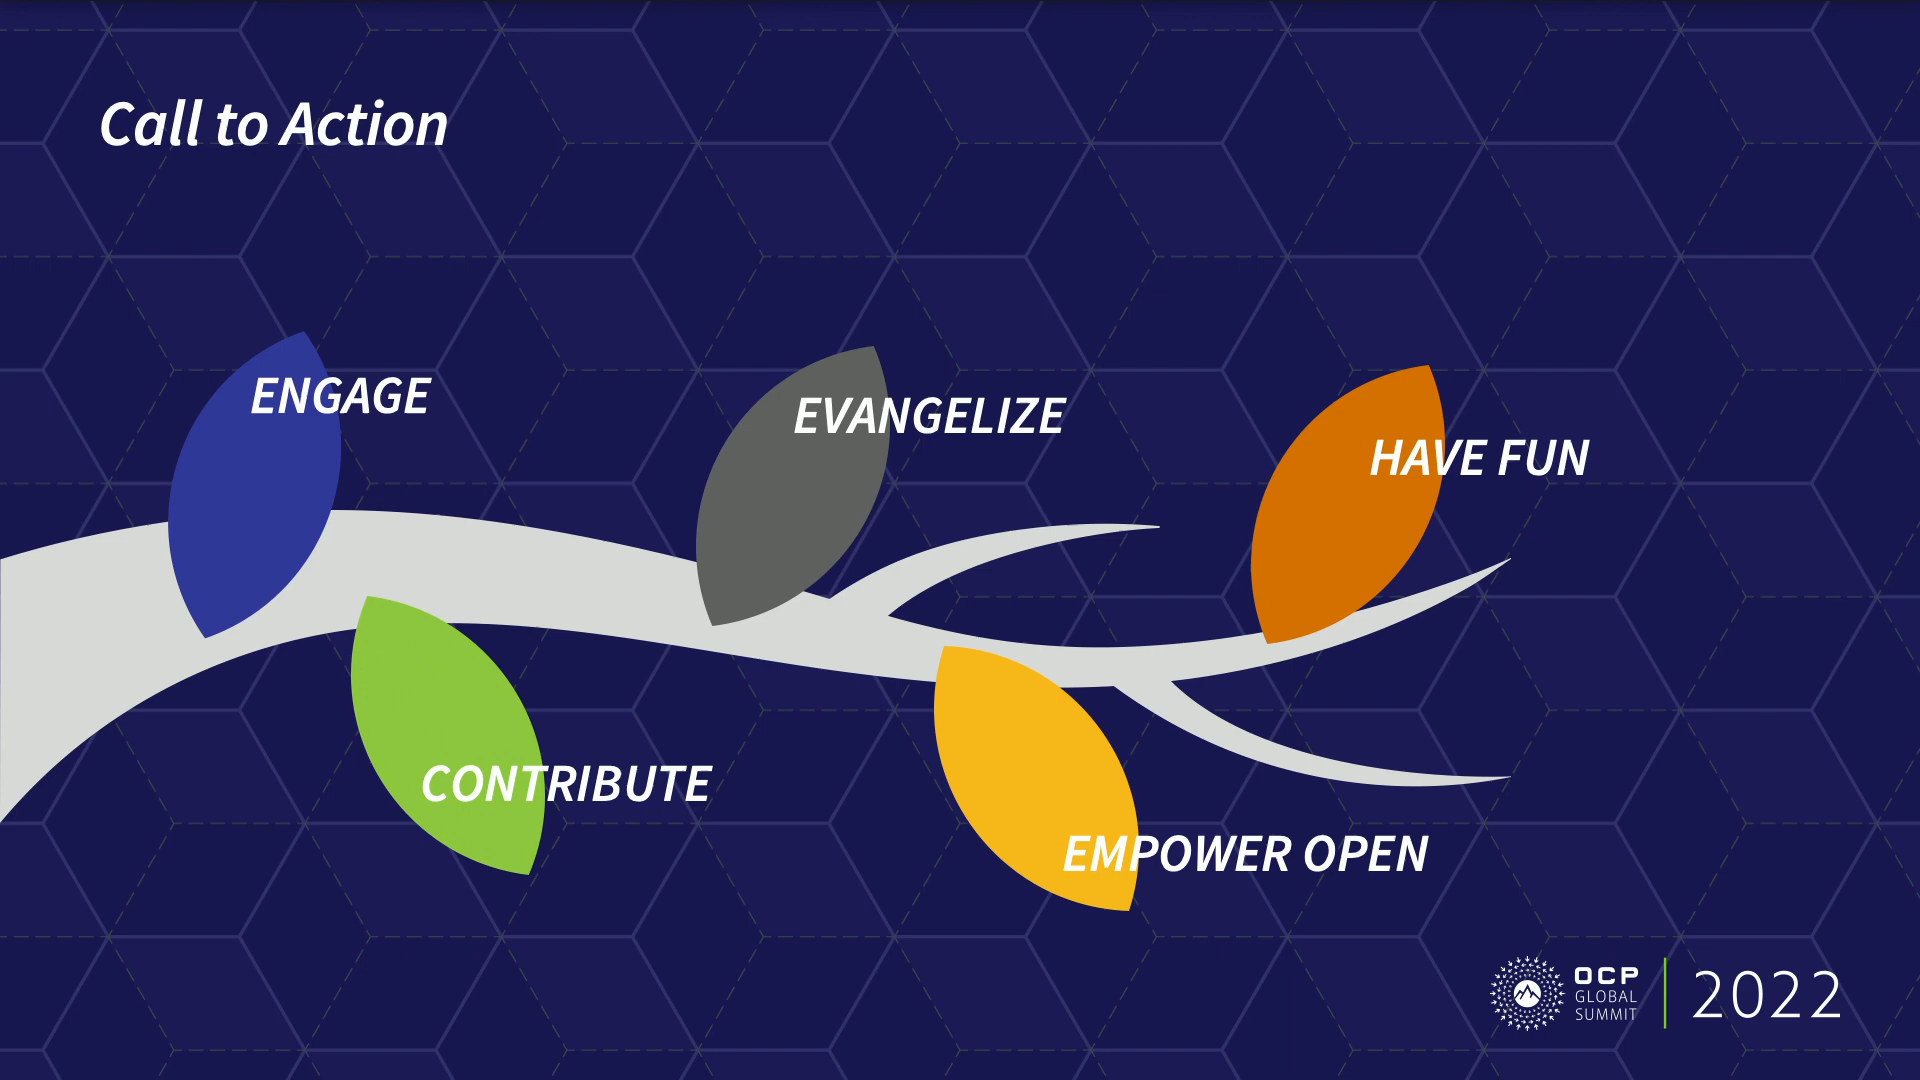 Call to Action
ENGAGE
EVANGELIZE
HAVE FUN
CONTRIBUTE
EMPOWER OPEN
OCP
GLOBAL
SUMMIT
2022